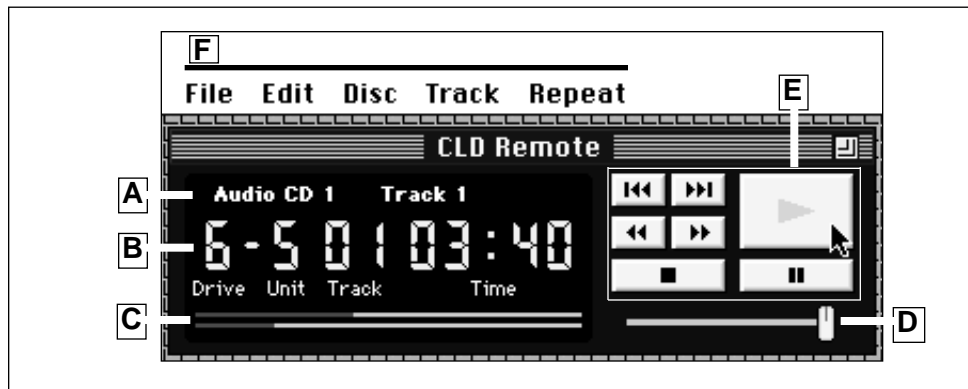 F
File Edit Disc Track Repeat
E
CLD Remote
A
Audio CD 1 Track 1
B
6-5 01 03:40
Drive Unit Track Time
C
D